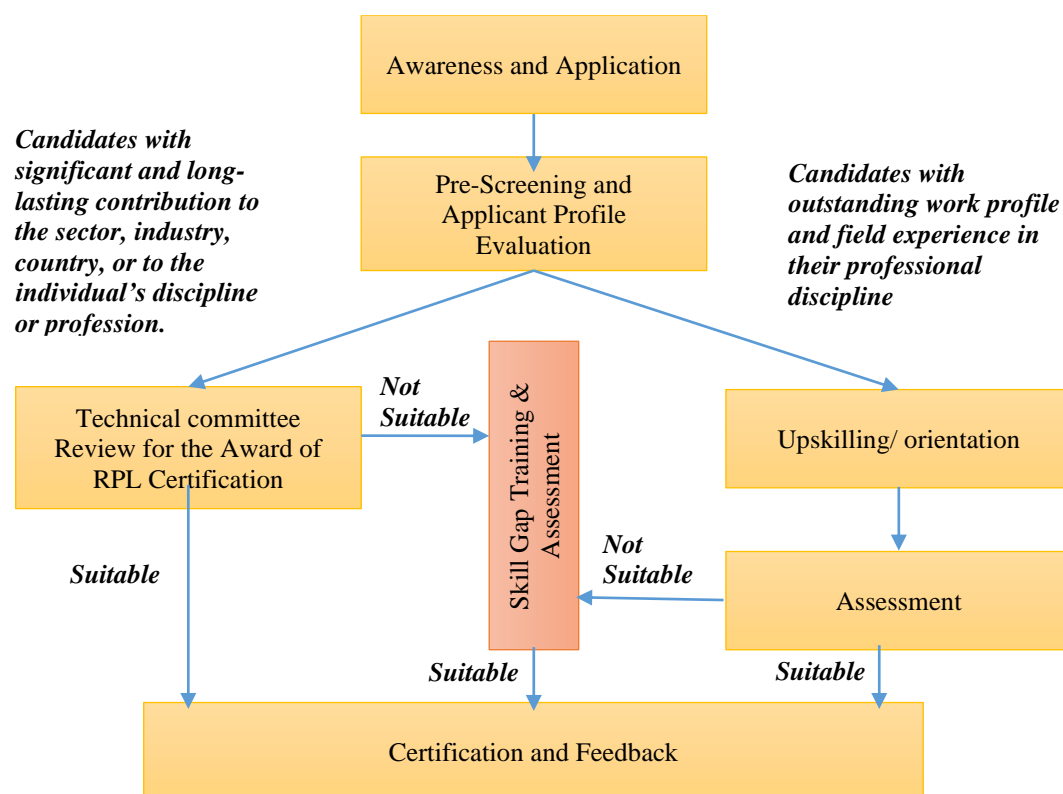 Awareness and Application
Candidates with
significant and long-
lasting contribution to
the sector, industry,
country, or to the
individual’s discipline
or profession.
Pre-Screening and
Applicant Profile
Evaluation
Candidates with
outstanding work profile
and field experience in
their professional
discipline
Technical committee
Review for the Award of
RPL Certification
Not
Suitable
Skill Gap Training &
Assessment
Upskilling/ orientation
Suitable
Not
Suitable
Assessment
Suitable
Suitable
Certification and Feedback